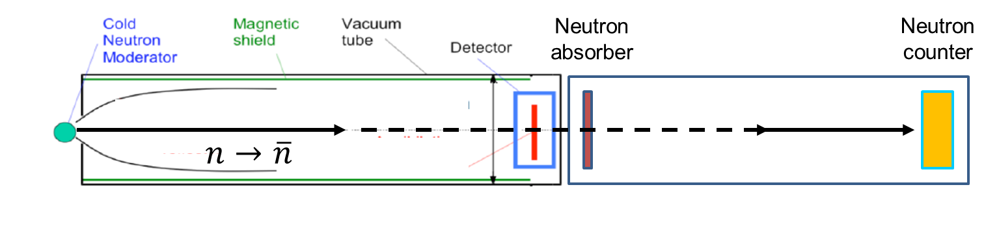 Cold
Neutron
Moderator
Magnetic
shield
Vacuum
tube
Detector
Neutron
absorber
Neutron
counter
n → n̄